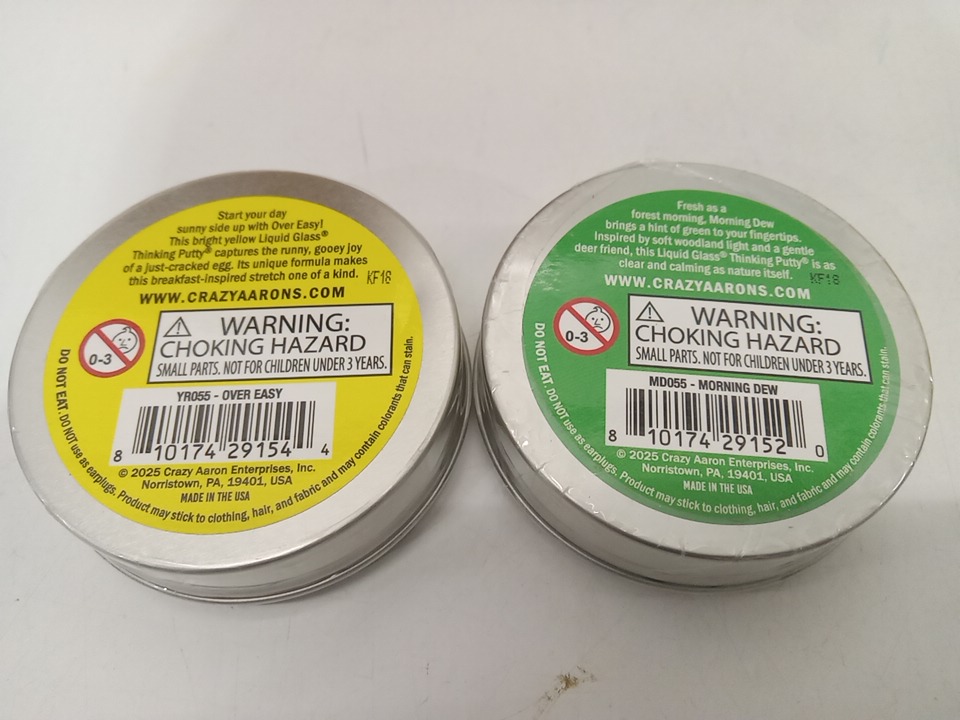 Start your day
sunny side up with Over Easy!
This bright yellow Liquid Glass®
Thinking Putty® captures the runny, gooey joy
of a just-cracked egg. Its unique formula makes
this breakfast-inspired stretch one of a kind.
KF16
WWW.CRAZYAARONS.COM
0-3
WARNING:
CHOKING HAZARD
SMALL PARTS. NOT FOR CHILDREN UNDER 3 YEARS.
YR055 - OVER EASY
8 10174 29154 4
© 2025 Crazy Aaron Enterprises, Inc.
Norristown, PA, 19401, USA
MADE IN THE USA
DO NOT EAT. DO NOT use as earplugs. Product may stick to clothing, hair, and fabric and may contain colorants that can stain.
Fresh as a
forest morning, Morning Dew
brings a hint of green to your fingertips.
Inspired by soft woodland light and a gentle
deer friend, this Liquid Glass® Thinking Putty® is as
clear and calming as nature itself.
KF16
WWW.CRAZYAARONS.COM
0-3
WARNING:
CHOKING HAZARD
SMALL PARTS. NOT FOR CHILDREN UNDER 3 YEARS.
MD055 - MORNING DEW
8 10174 29152 0
© 2025 Crazy Aaron Enterprises, Inc.
Norristown, PA, 19401, USA
MADE IN THE USA
DO NOT EAT. DO NOT use as earplugs. Product may stick to clothing, hair, and fabric and may contain colorants that can stain.